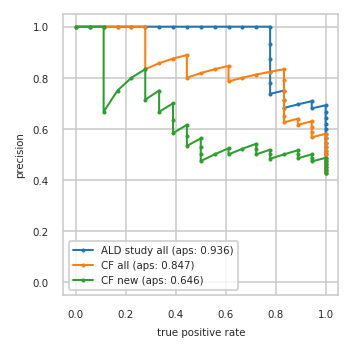 1.0
0.8
0.6
0.4
0.2
0.0
precision
ALD study all (aps: 0.936)
CF all (aps: 0.847)
CF new (aps: 0.646)
0.0 0.2 0.4 0.6 0.8 1.0
true positive rate